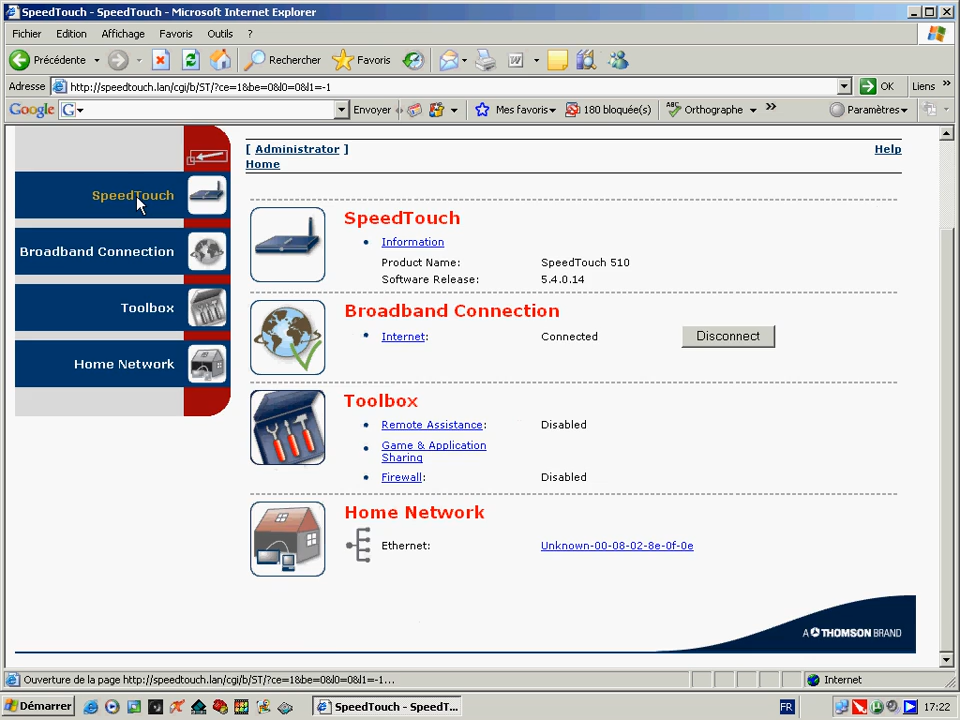 SpeedTouch - SpeedTouch - Microsoft Internet Explorer
Fichier Edition Affichage Favoris Outils ?
Précédente Rechercher Favoris
Adresse http://speedtouch.lan/cgi/b/ST/?ce=1&be=0&l0=0&l1=-1 OK Liens »
Google G Envoyer Mes favoris 180 bloquée(s) ABC Orthographe » Paramètres
[ Administrator ] Help
Home
SpeedTouch
Broadband Connection
Toolbox
Home Network
SpeedTouch
Information
Product Name: SpeedTouch 510
Software Release: 5.4.0.14
Broadband Connection
Internet: Connected Disconnect
Toolbox
Remote Assistance: Disabled
Game & Application
Sharing
Firewall: Disabled
Home Network
Ethernet: Unknown-00-08-02-8e-0f-0e
A THOMSON BRAND
Ouverture de la page http://speedtouch.lan/cgi/b/ST/?ce=1&be=0&l0=0&l1=-1... Internet
Démarrer SpeedTouch - SpeedT... FR 17:22